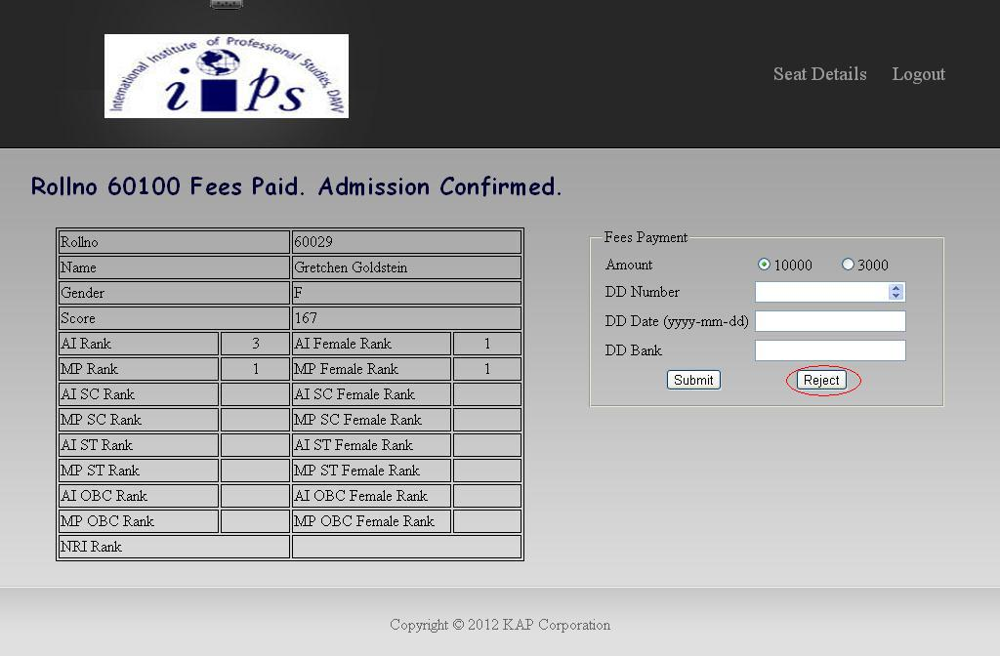 International Institute of Professional Studies, DAVV
i ps
Seat Details Logout
Rollno 60100 Fees Paid. Admission Confirmed.
Rollno 60029
Name Gretchen Goldstein
Gender F
Score 167
AI Rank 3 AI Female Rank 1
MP Rank 1 MP Female Rank 1
AI SC Rank AI SC Female Rank
MP SC Rank MP SC Female Rank
AI ST Rank AI ST Female Rank
MP ST Rank MP ST Female Rank
AI OBC Rank AI OBC Female Rank
MP OBC Rank MP OBC Female Rank
NRI Rank
Fees Payment
Amount 10000 3000
DD Number
DD Date (yyyy-mm-dd)
DD Bank
Submit Reject
Copyright © 2012 KAP Corporation